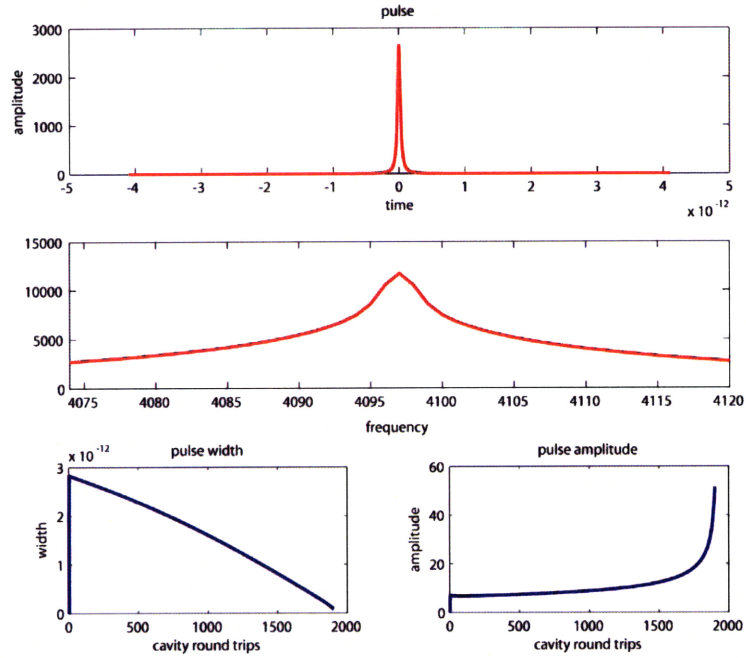 pulse
3000
2000
1000
0
amplitude
-5 -4 -3 -2 -1 0 1 2 3 4 5
time
x 10⁻¹²
15000
10000
5000
0
4075 4080 4085 4090 4095 4100 4105 4110 4115 4120
frequency
pulse width
x 10⁻¹²
3
2
1
0
width
0 500 1000 1500 2000
cavity round trips
pulse amplitude
60
40
20
0
amplitude
0 500 1000 1500 2000
cavity round trips